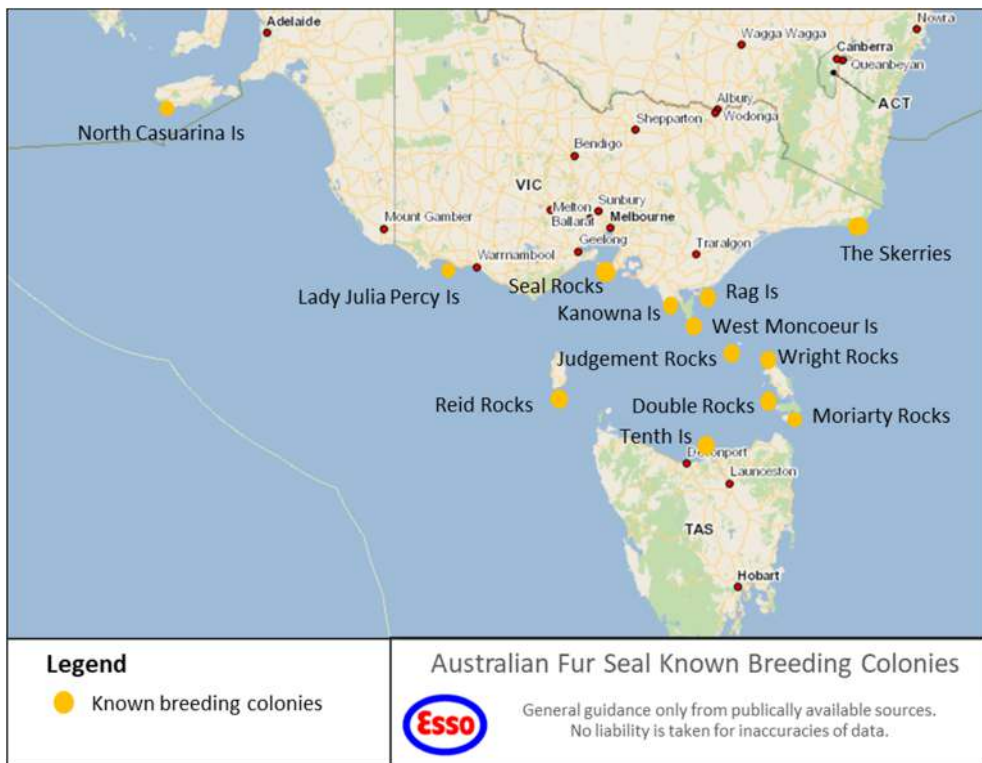 Adelaide
Nowra
Wagga Wagga
Canberra
Queanbeyan
ACT
North Casuarina Is
Albury
Wodonga
Shepparton
Bendigo
VIC
Melton
Sunbury
Ballarat
Melbourne
Mount Gambier
Geelong
Traralgon
Warrnambool
The Skerries
Lady Julia Percy Is
Seal Rocks
Rag Is
Kanowna Is
West Moncoeur Is
Judgement Rocks
Wright Rocks
Reid Rocks
Double Rocks
Moriarty Rocks
Tenth Is
Devonport
Launceston
TAS
Hobart
Legend
Known breeding colonies
Australian Fur Seal Known Breeding Colonies
Esso
General guidance only from publically available sources.
No liability is taken for inaccuracies of data.